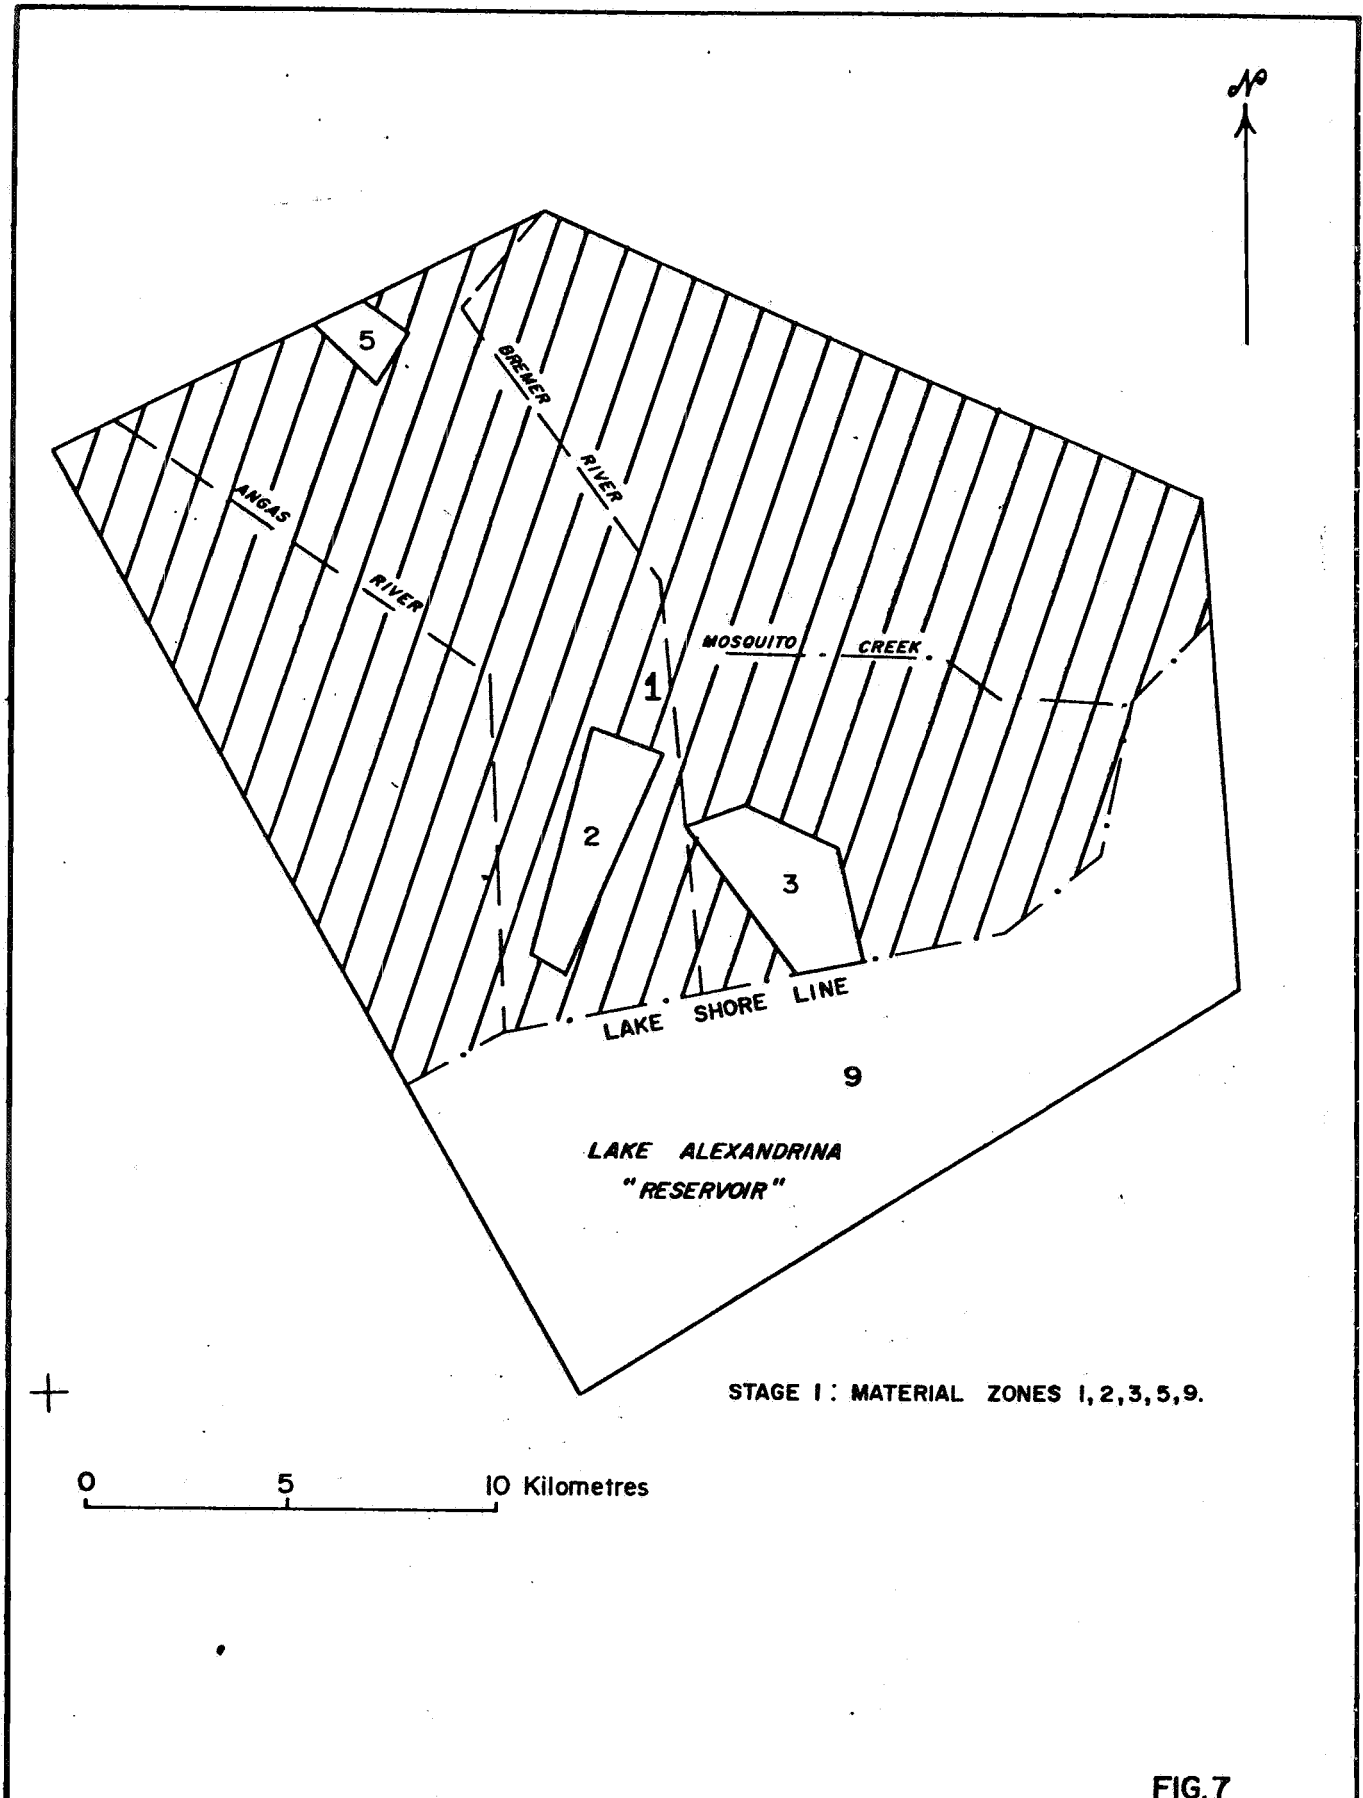 N
5
BREMER
RIVER
ANGAS
RIVER
MOSQUITO CREEK
1
2
3
LAKE SHORE LINE
9
LAKE ALEXANDRINA
"RESERVOIR"
STAGE 1 : MATERIAL ZONES 1,2,3,5,9.
0 5 10 Kilometres
FIG.7